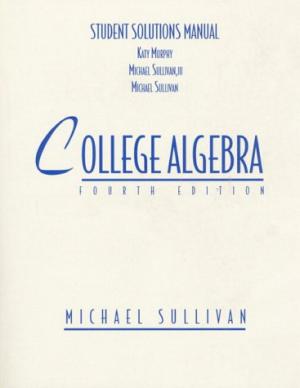 STUDENT SOLUTIONS MANUAL
KATY MURPHY
MICHAEL SULLIVAN, III
MICHAEL SULLIVAN
COLLEGE ALGEBRA
FOURTH EDITION
MICHAEL SULLIVAN